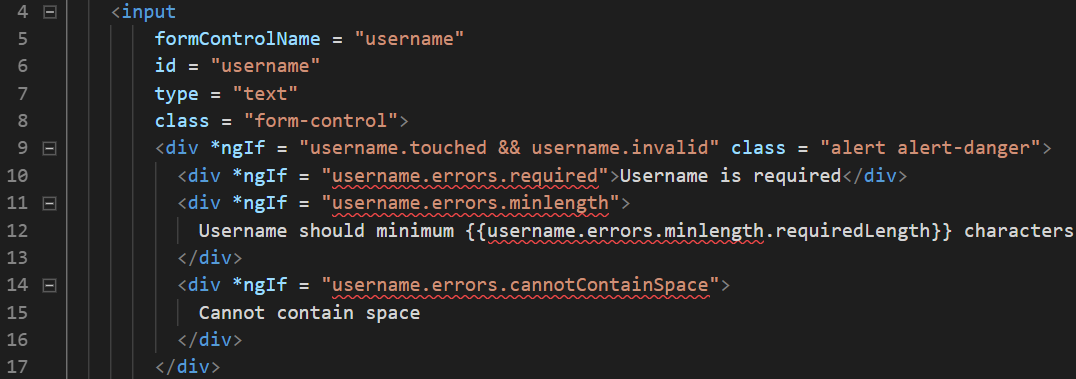 4 <input
5 formControlName = "username"
6 id = "username"
7 type = "text"
8 class = "form-control">
9 <div *ngIf = "username.touched && username.invalid" class = "alert alert-danger">
10 <div *ngIf = "username.errors.required">Username is required</div>
11 <div *ngIf = "username.errors.minlength">
12 Username should minimum {{username.errors.minlength.requiredLength}} characters
13 </div>
14 <div *ngIf = "username.errors.cannotContainSpace">
15 Cannot contain space
16 </div>
17 </div>